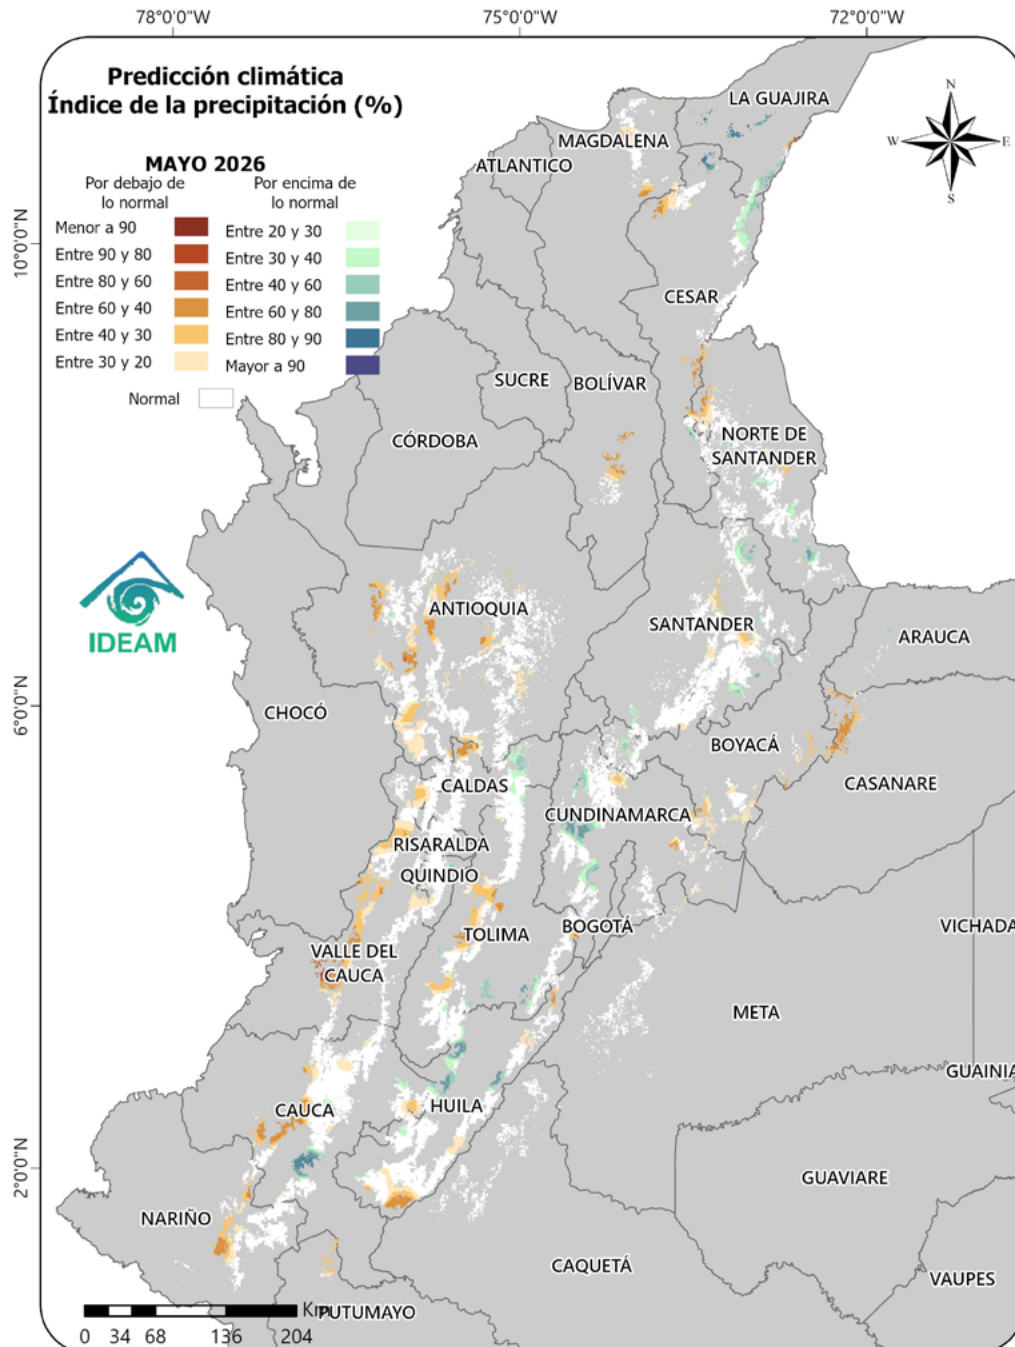 78°0'0"W
75°0'0"W
72°0'0"W
Predicción climática
Índice de la precipitación (%)
MAYO 2026
Por debajo de
lo normal
Por encima de
lo normal
Menor a 90
Entre 90 y 80
Entre 80 y 60
Entre 60 y 40
Entre 40 y 30
Entre 30 y 20
Entre 20 y 30
Entre 30 y 40
Entre 40 y 60
Entre 60 y 80
Entre 80 y 90
Mayor a 90
Normal
N
W
E
S
10°0'0"N
6°0'0"N
2°0'0"N
LA GUAJIRA
MAGDALENA
ATLANTICO
CESAR
SUCRE
BOLÍVAR
CÓRDOBA
NORTE DE
SANTANDER
IDEAM
ANTIOQUIA
SANTANDER
ARAUCA
CHOCÓ
BOYACÁ
CASANARE
CALDAS
CUNDINAMARCA
RISARALDA
QUINDIO
TOLIMA
BOGOTÁ
VICHADA
VALLE DEL
CAUCA
META
GUAINIA
CAUCA
HUILA
GUAVIARE
NARIÑO
CAQUETÁ
VAUPES
PUTUMAYO
Km
0 34 68 136 204